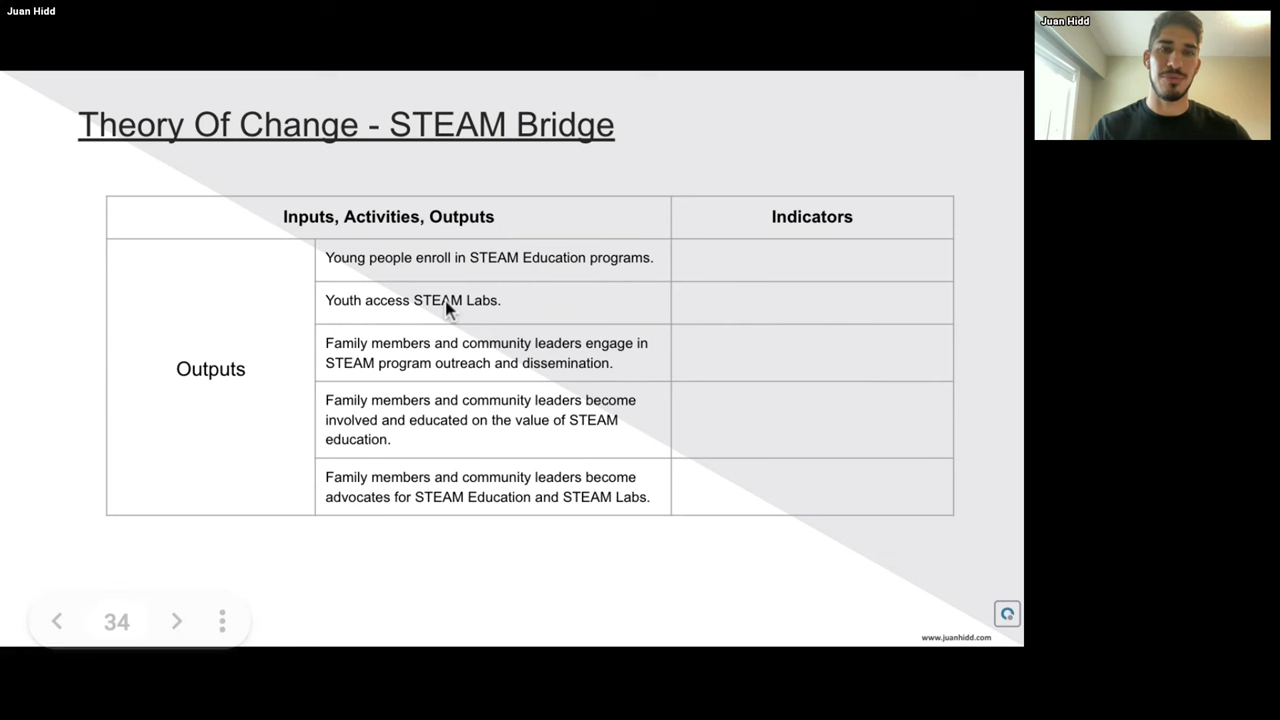 Juan Hidd
Juan Hidd
Theory Of Change - STEAM Bridge
Inputs, Activities, Outputs
Indicators
Outputs
Young people enroll in STEAM Education programs.
Youth access STEAM Labs.
Family members and community leaders engage in
STEAM program outreach and dissemination.
Family members and community leaders become
involved and educated on the value of STEAM
education.
Family members and community leaders become
advocates for STEAM Education and STEAM Labs.
34
www.juanhidd.com